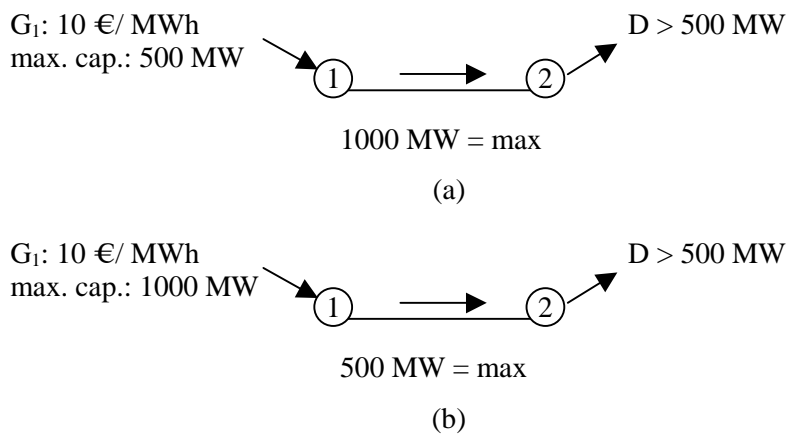 G₁: 10 €/ MWh
max. cap.: 500 MW
D > 500 MW
1
2
1000 MW = max
(a)
G₁: 10 €/ MWh
max. cap.: 1000 MW
D > 500 MW
1
2
500 MW = max
(b)